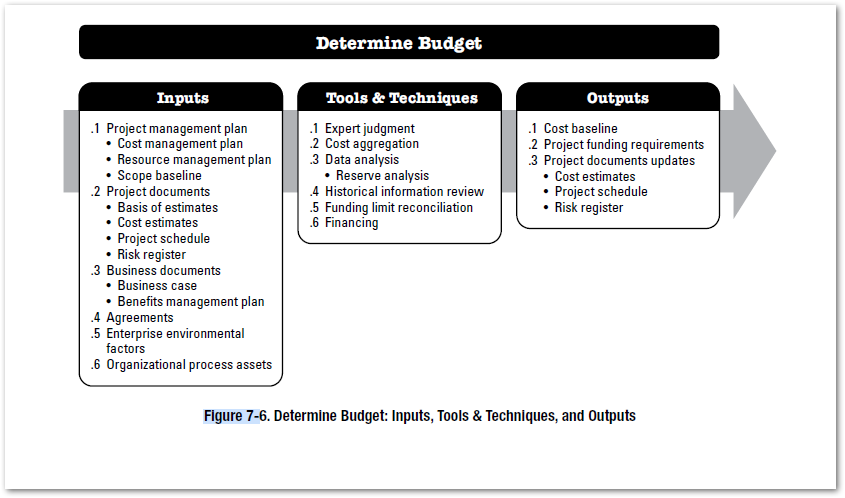 Determine Budget
Inputs
.1 Project management plan
• Cost management plan
• Resource management plan
• Scope baseline
.2 Project documents
• Basis of estimates
• Cost estimates
• Project schedule
• Risk register
.3 Business documents
• Business case
• Benefits management plan
.4 Agreements
.5 Enterprise environmental
factors
.6 Organizational process assets
Tools & Techniques
.1 Expert judgment
.2 Cost aggregation
.3 Data analysis
• Reserve analysis
.4 Historical information review
.5 Funding limit reconciliation
.6 Financing
Outputs
.1 Cost baseline
.2 Project funding requirements
.3 Project documents updates
• Cost estimates
• Project schedule
• Risk register
Figure 7-6. Determine Budget: Inputs, Tools & Techniques, and Outputs